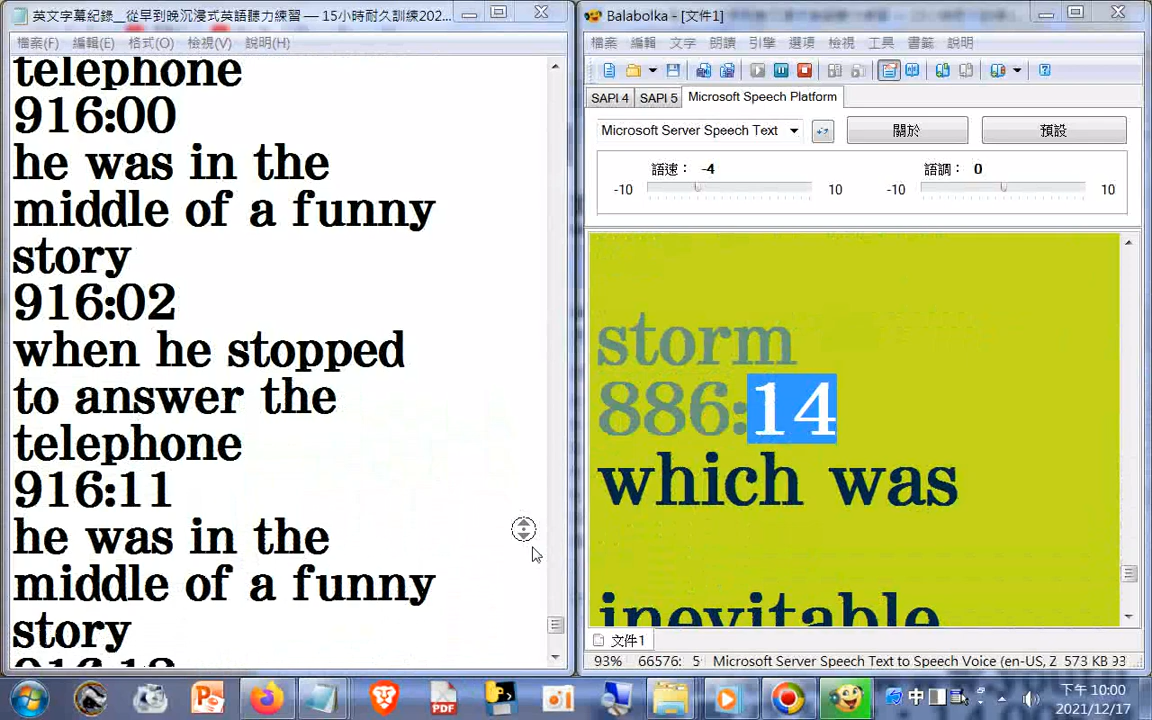 英文字幕紀錄__從早到晚沉浸式英語聽力練習 — 15小時耐久訓練202...
檔案(F) 編輯(E) 格式(O) 檢視(V) 說明(H)
telephone
916:00
he was in the
middle of a funny
story
916:02
when he stopped
to answer the
telephone
916:11
he was in the
middle of a funny
story
916:13
Balabolka - [文件1]
檔案 編輯 文字 朗讀 引擎 選項 檢視 工具 書籤 說明
SAPI 4 SAPI 5 Microsoft Speech Platform
Microsoft Server Speech Text 關於 預設
語速： -4 語調： 0
-10 10 -10 10
storm
886:14
which was
inevitable
文件1
93% 66576: 5 Microsoft Server Speech Text to Speech Voice (en-US, Z 573 KB 93
PDF
中
下午 10:00
2021/12/17